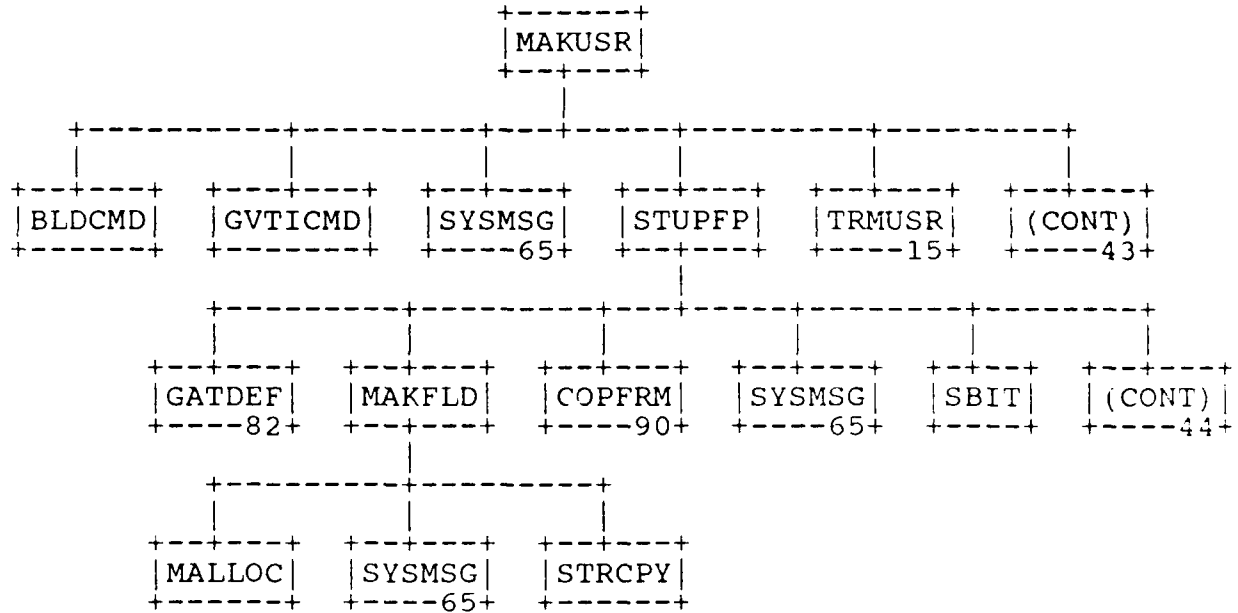 MAKUSR
BLDCMD GVTICMD SYSMSG STUPFP TRMUSR (CONT)
65 15 43
GATDEF MAKFLD COPFRM SYSMSG SBIT (CONT)
82 90 65 44
MALLOC SYSMSG STRCPY
65